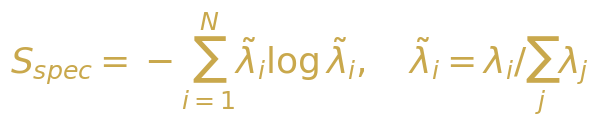 $S_{spec} = -\sum_{i=1}^{N} \tilde{\lambda}_i \log \tilde{\lambda}_i, \quad \tilde{\lambda}_i = \lambda_i / \sum_j \lambda_j$